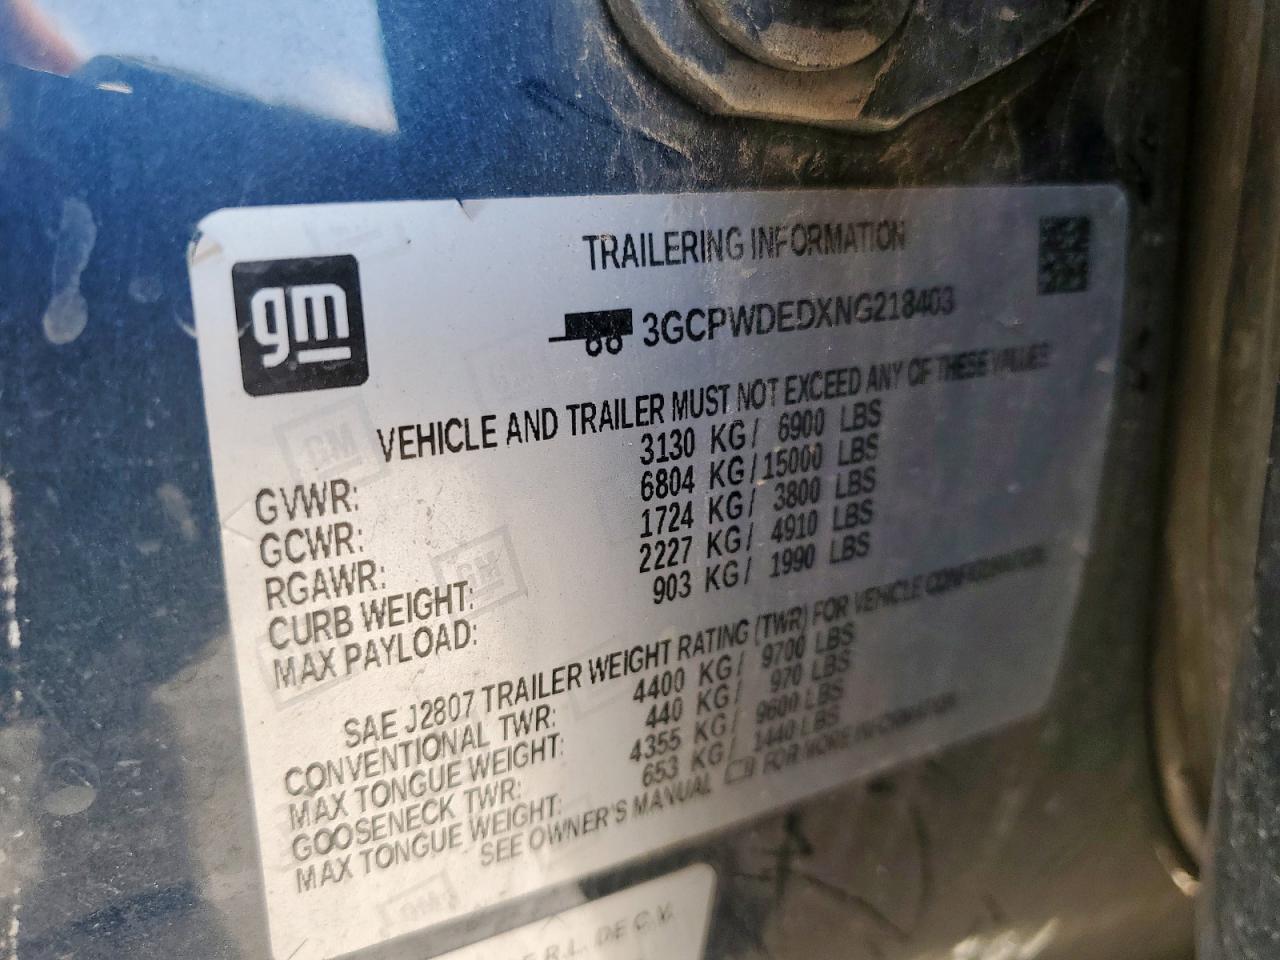 gm
TRAILERING INFORMATION
3GCPWDEDXNG218403
VEHICLE AND TRAILER MUST NOT EXCEED ANY OF THESE VALUES
GVWR: 3130 KG/ 6900 LBS
GCWR: 6804 KG/15000 LBS
RGAWR: 1724 KG/ 3800 LBS
CURB WEIGHT: 2227 KG/ 4910 LBS
MAX PAYLOAD: 903 KG/ 1990 LBS
SAE J2807 TRAILER WEIGHT RATING (TWR) FOR VEHICLE CONFIGURATION
CONVENTIONAL TWR: 4400 KG/ 9700 LBS
MAX TONGUE WEIGHT: 440 KG/ 970 LBS
GOOSENECK TWR: 4355 KG/ 9600 LBS
MAX TONGUE WEIGHT: 653 KG/ 1440 LBS
SEE OWNER'S MANUAL FOR MORE INFORMATION
R.L. DE C.V.